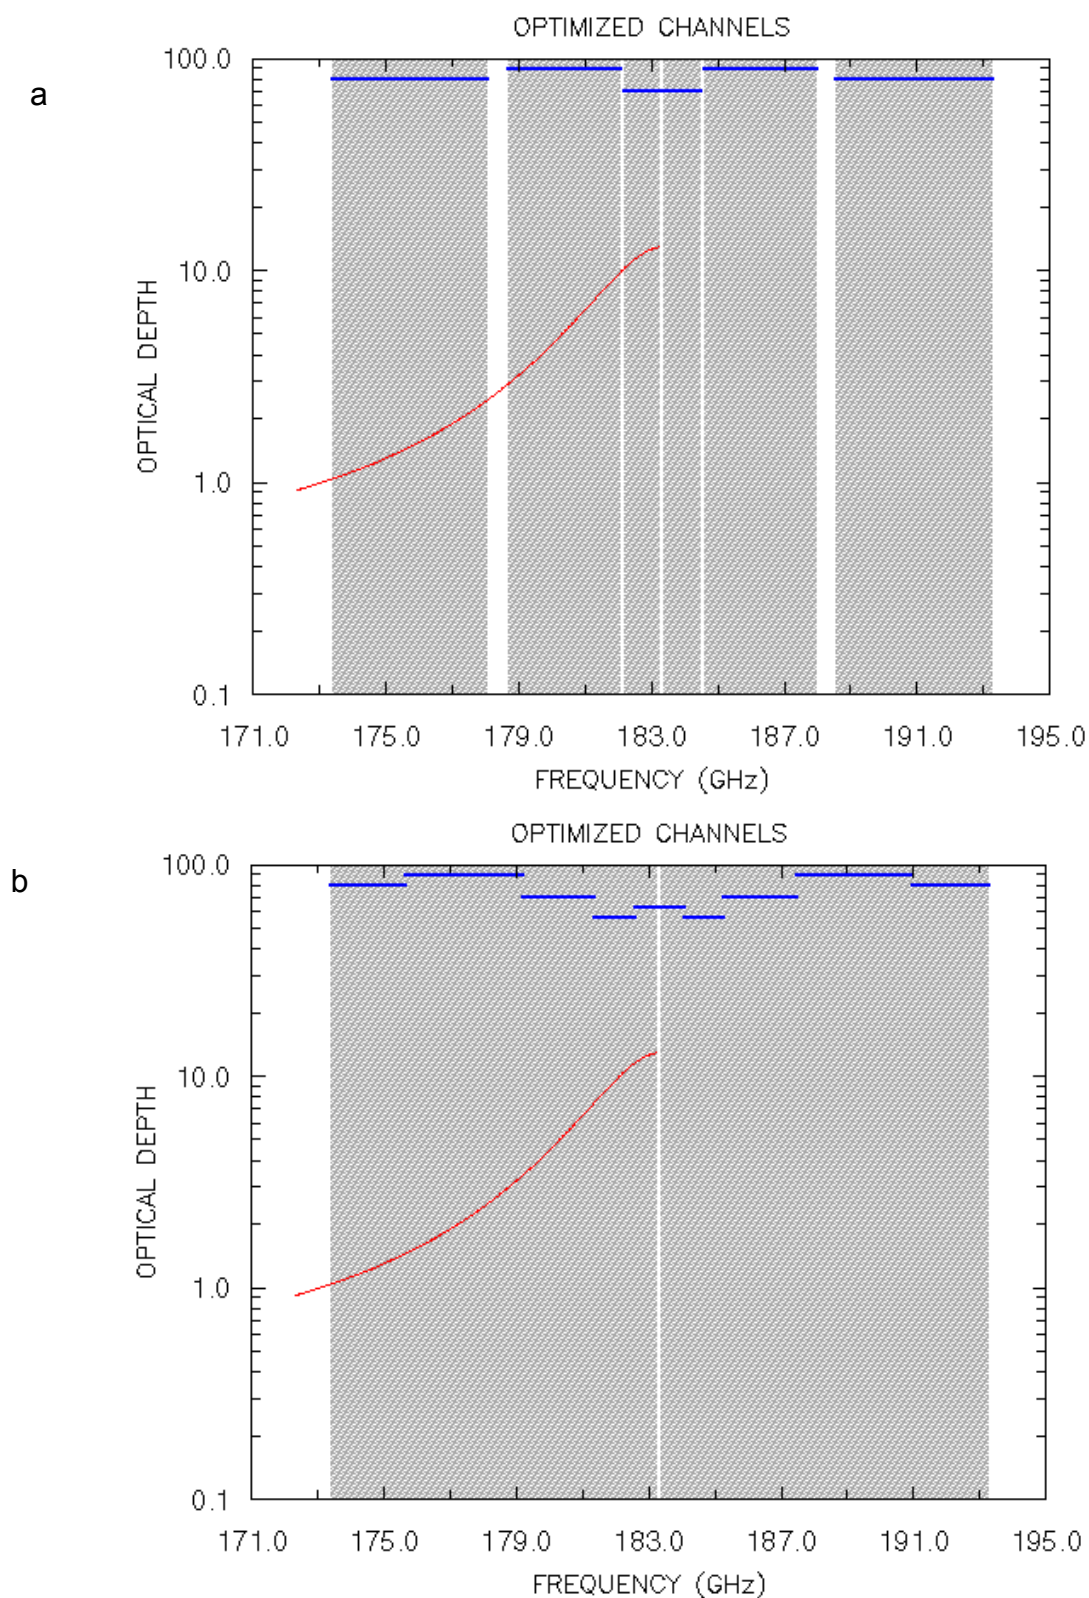 OPTIMIZED CHANNELS
a
100.0
10.0
1.0
0.1
OPTICAL DEPTH
171.0 175.0 179.0 183.0 187.0 191.0 195.0
FREQUENCY (GHz)
OPTIMIZED CHANNELS
b
100.0
10.0
1.0
0.1
OPTICAL DEPTH
171.0 175.0 179.0 183.0 187.0 191.0 195.0
FREQUENCY (GHz)